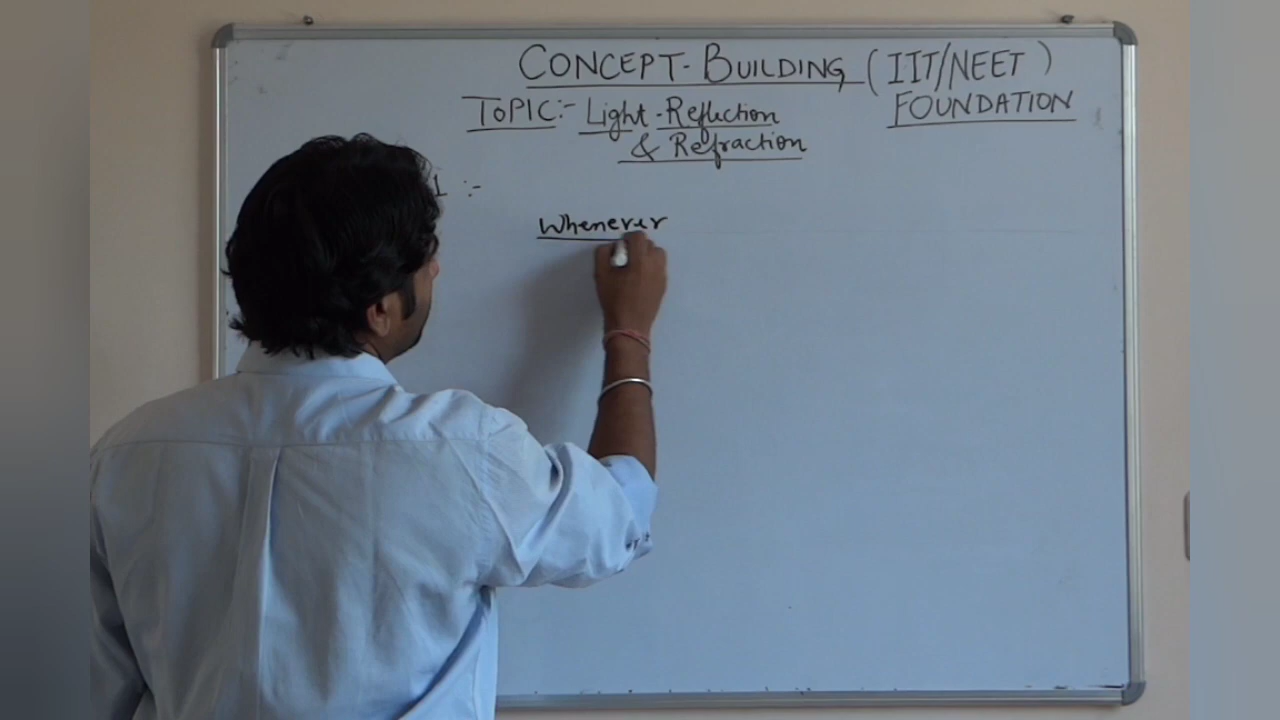 CONCEPT-BUILDING (IIT/NEET)
FOUNDATION
TOPIC:- Light-Reflection
& Refraction
1 :-
Whenever